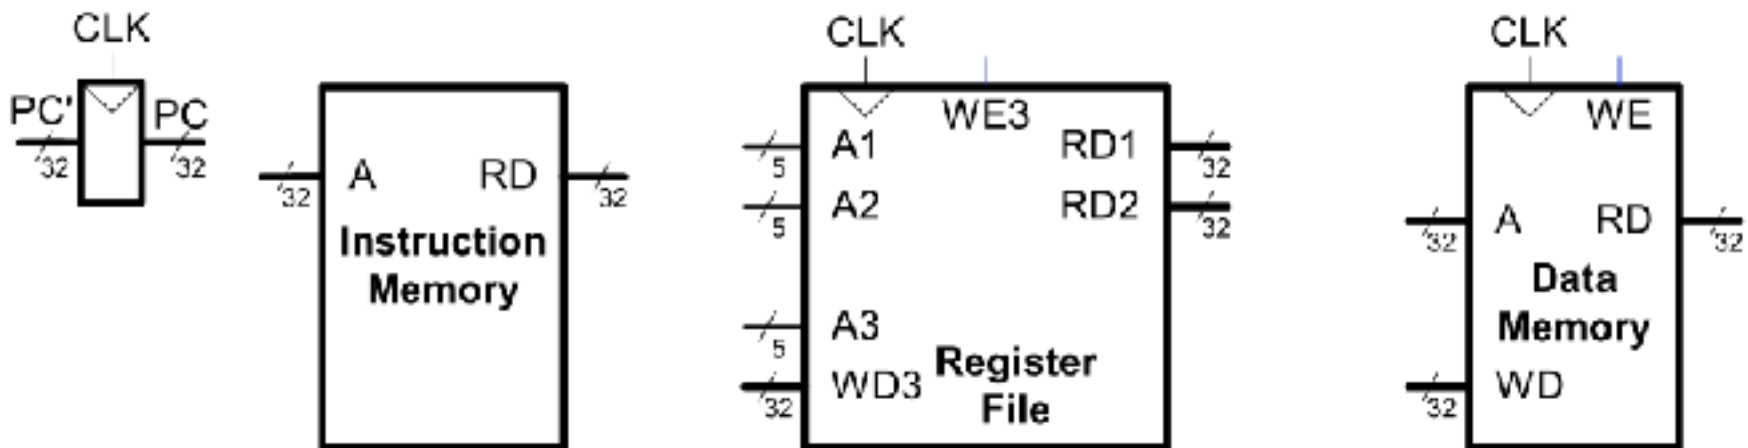 CLK
PC'
PC
32
32
A
RD
32
32
Instruction
Memory
CLK
WE3
A1
RD1
5
32
A2
RD2
5
32
A3
5
WD3
32
Register
File
CLK
WE
A
RD
32
32
Data
Memory
WD
32